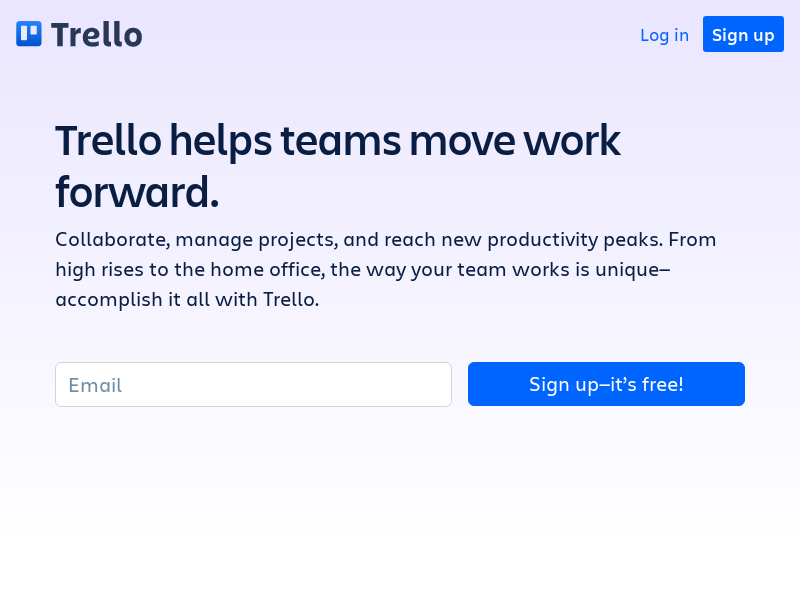 Trello
Log in
Sign up
Trello helps teams move work
forward.
Collaborate, manage projects, and reach new productivity peaks. From
high rises to the home office, the way your team works is unique—
accomplish it all with Trello.
Email
Sign up—it’s free!